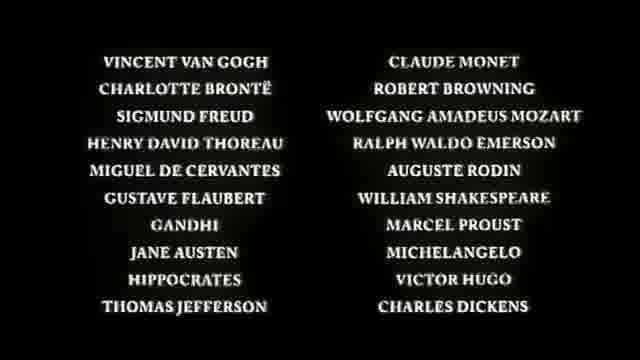 VINCENT VAN GOGH
CHARLOTTE BRONTË
SIGMUND FREUD
HENRY DAVID THOREAU
MIGUEL DE CERVANTES
GUSTAVE FLAUBERT
GANDHI
JANE AUSTEN
HIPPOCRATES
THOMAS JEFFERSON
CLAUDE MONET
ROBERT BROWNING
WOLFGANG AMADEUS MOZART
RALPH WALDO EMERSON
AUGUSTE RODIN
WILLIAM SHAKESPEARE
MARCEL PROUST
MICHELANGELO
VICTOR HUGO
CHARLES DICKENS